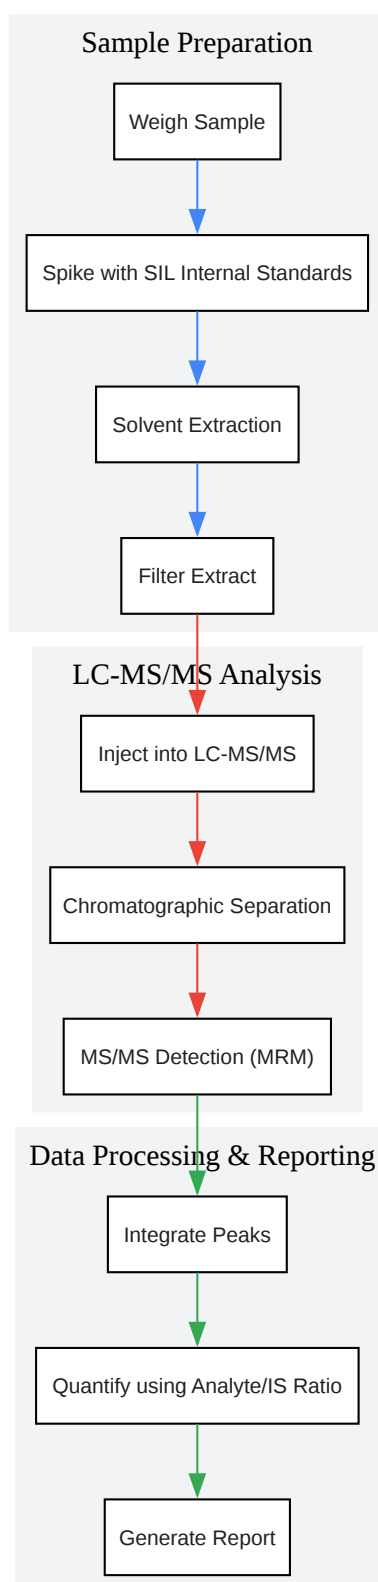 Sample Preparation
Weigh Sample
Spike with SIL Internal Standards
Solvent Extraction
Filter Extract
LC-MS/MS Analysis
Inject into LC-MS/MS
Chromatographic Separation
MS/MS Detection (MRM)
Data Processing & Reporting
Integrate Peaks
Quantify using Analyte/IS Ratio
Generate Report